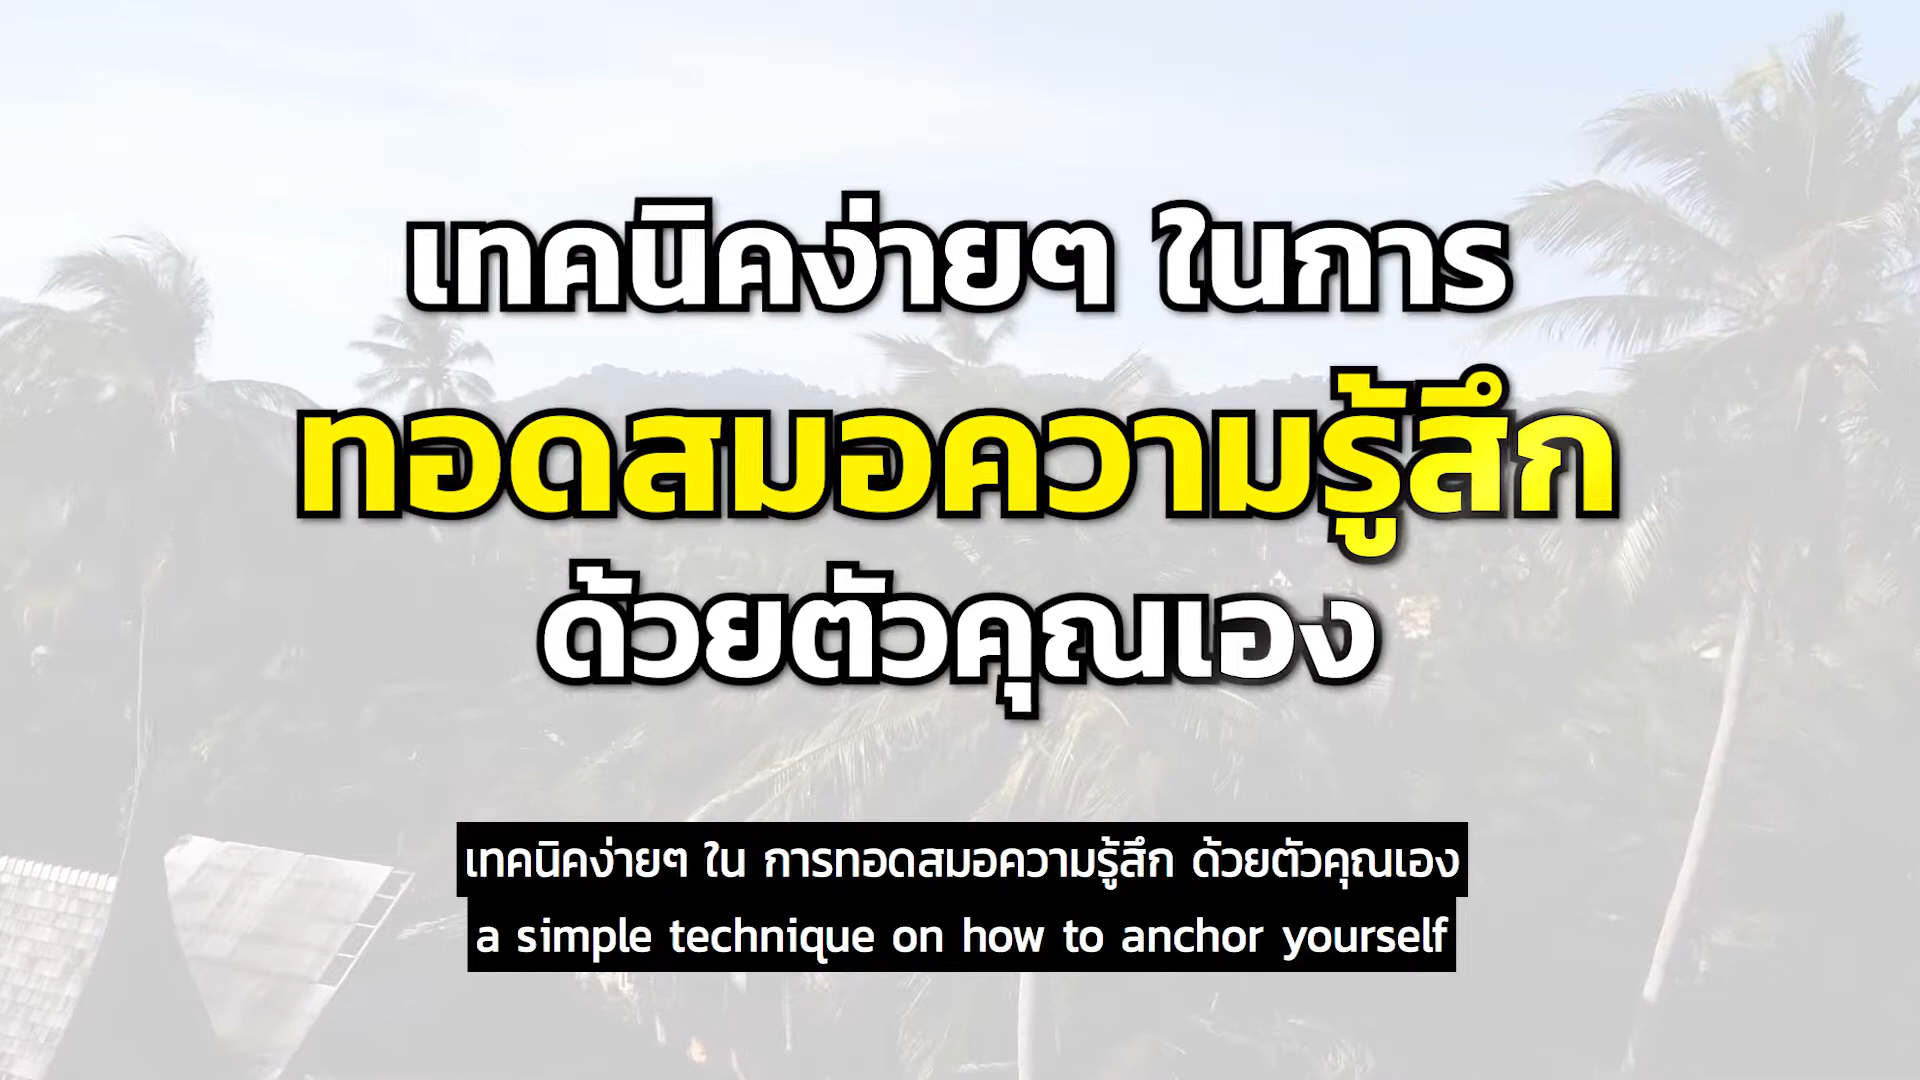 เทคนิคง่ายๆ ในการ
ทอดสมอความรู้สึก
ด้วยตัวคุณเอง
เทคนิคง่ายๆ ใน การทอดสมอความรู้สึก ด้วยตัวคุณเอง
a simple technique on how to anchor yourself